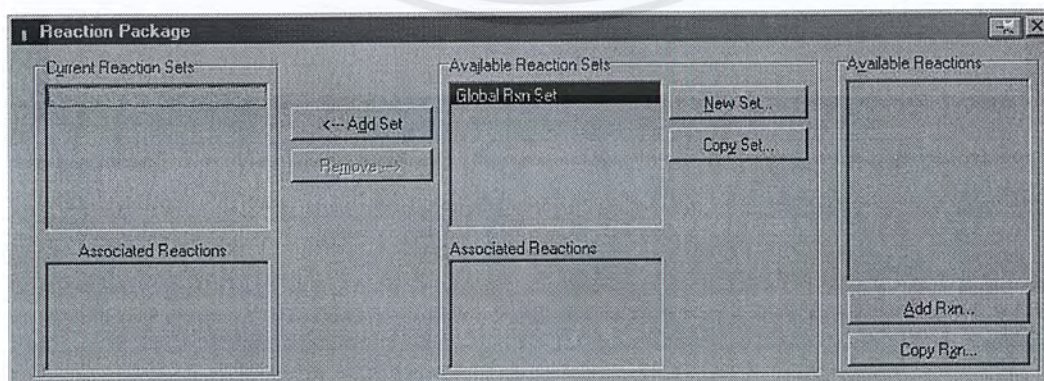 Reaction Package
Current Reaction Sets
Available Reaction Sets
Available Reactions
Global Rxn Set
<--- Add Set
Remove --->
New Set...
Copy Set...
Associated Reactions
Associated Reactions
Add Rxn...
Copy Rxn...